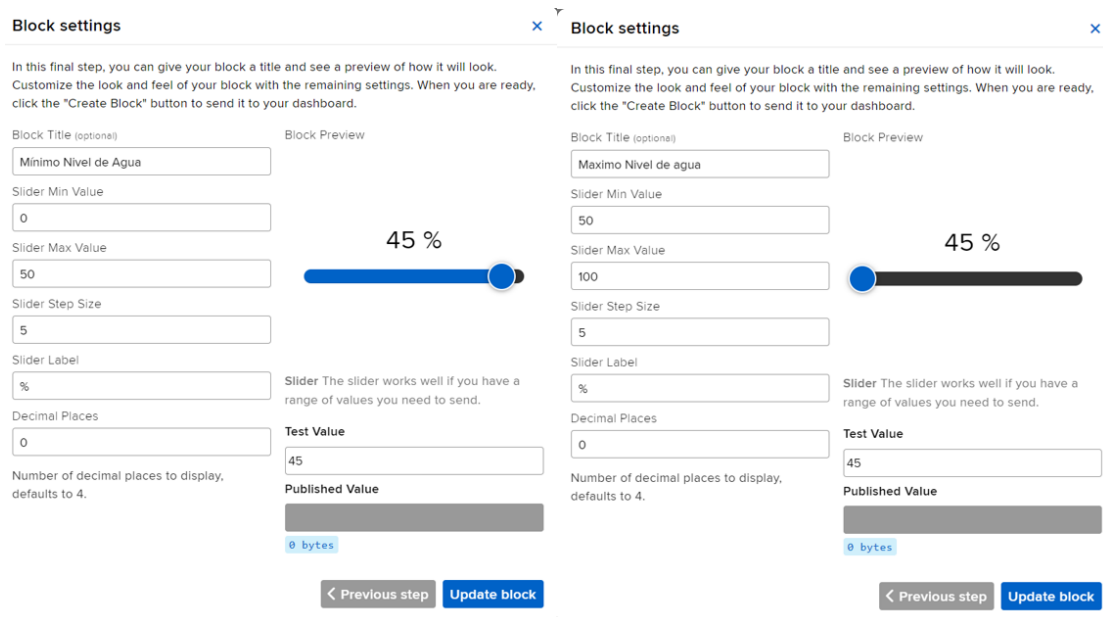 Block settings
×
In this final step, you can give your block a title and see a preview of how it will look.
Customize the look and feel of your block with the remaining settings. When you are ready,
click the "Create Block" button to send it to your dashboard.
Block Title (optional)
Mínimo Nivel de Agua
Slider Min Value
0
Slider Max Value
50
Slider Step Size
5
Slider Label
%
Decimal Places
0
Number of decimal places to display,
defaults to 4.
Block Preview
45 %
Slider The slider works well if you have a
range of values you need to send.
Test Value
45
Published Value
0 bytes
Previous step
Update block
Block settings
×
In this final step, you can give your block a title and see a preview of how it will look.
Customize the look and feel of your block with the remaining settings. When you are ready,
click the "Create Block" button to send it to your dashboard.
Block Title (optional)
Maximo Nivel de agua
Slider Min Value
50
Slider Max Value
100
Slider Step Size
5
Slider Label
%
Decimal Places
0
Number of decimal places to display,
defaults to 4.
Block Preview
45 %
Slider The slider works well if you have a
range of values you need to send.
Test Value
45
Published Value
0 bytes
Previous step
Update block